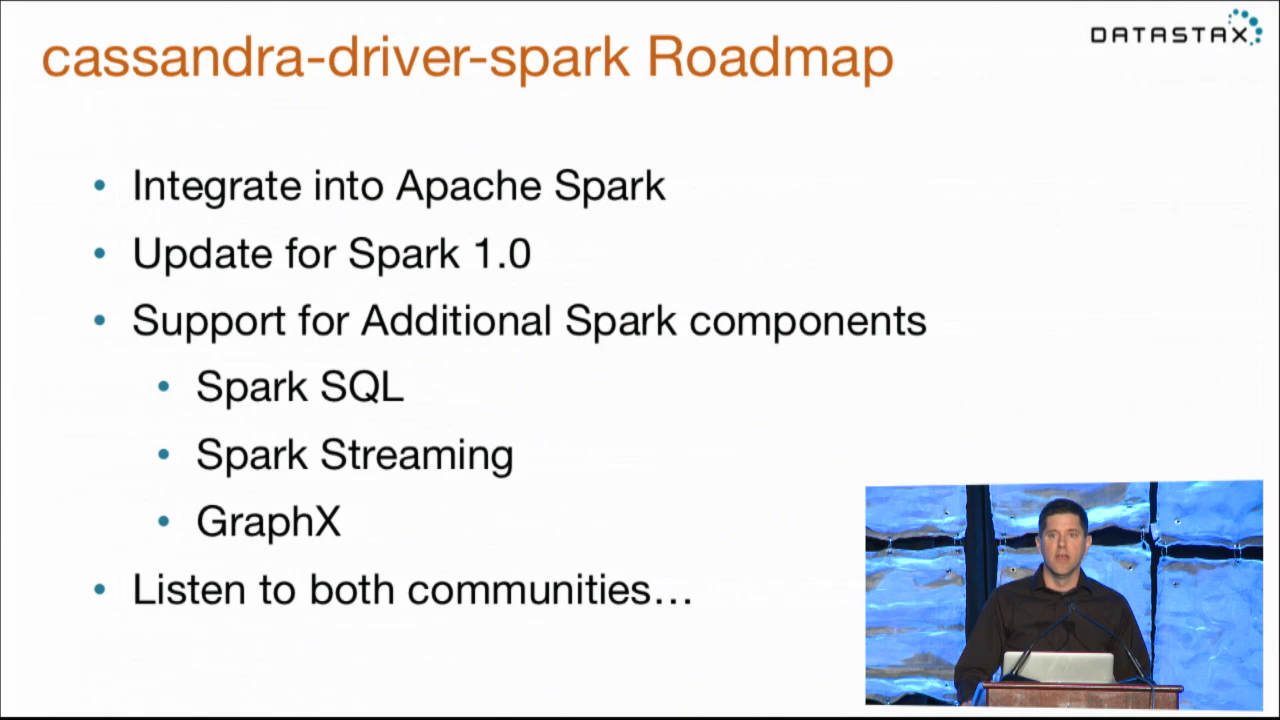 cassandra-driver-spark Roadmap
DATASTAX
• Integrate into Apache Spark
• Update for Spark 1.0
• Support for Additional Spark components
• Spark SQL
• Spark Streaming
• GraphX
• Listen to both communities…